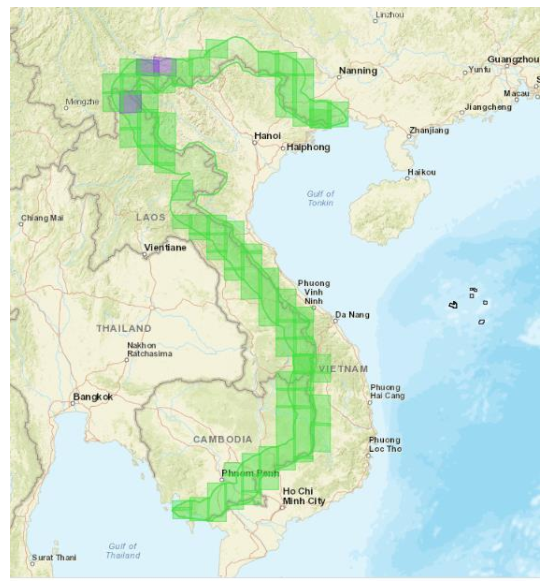 Linzhou
Guangzhou
Nanning
Yunfu
Macau
Mengzhe
Jiangcheng
Zhanjiang
Hanoi
Haiphong
Haikou
Gulf of
Tonkin
Chiang Mai
LAOS
Vientiane
Phuong
Vinh
Ninh
Da Nang
THAILAND
Nakhon
Ratchasima
VIETNAM
Phuong
Hai Cang
Bangkok
CAMBODIA
Phuong
Loc Tho
Phnom Penh
Ho Chi
Minh City
Gulf of
Thailand
Surat Thani